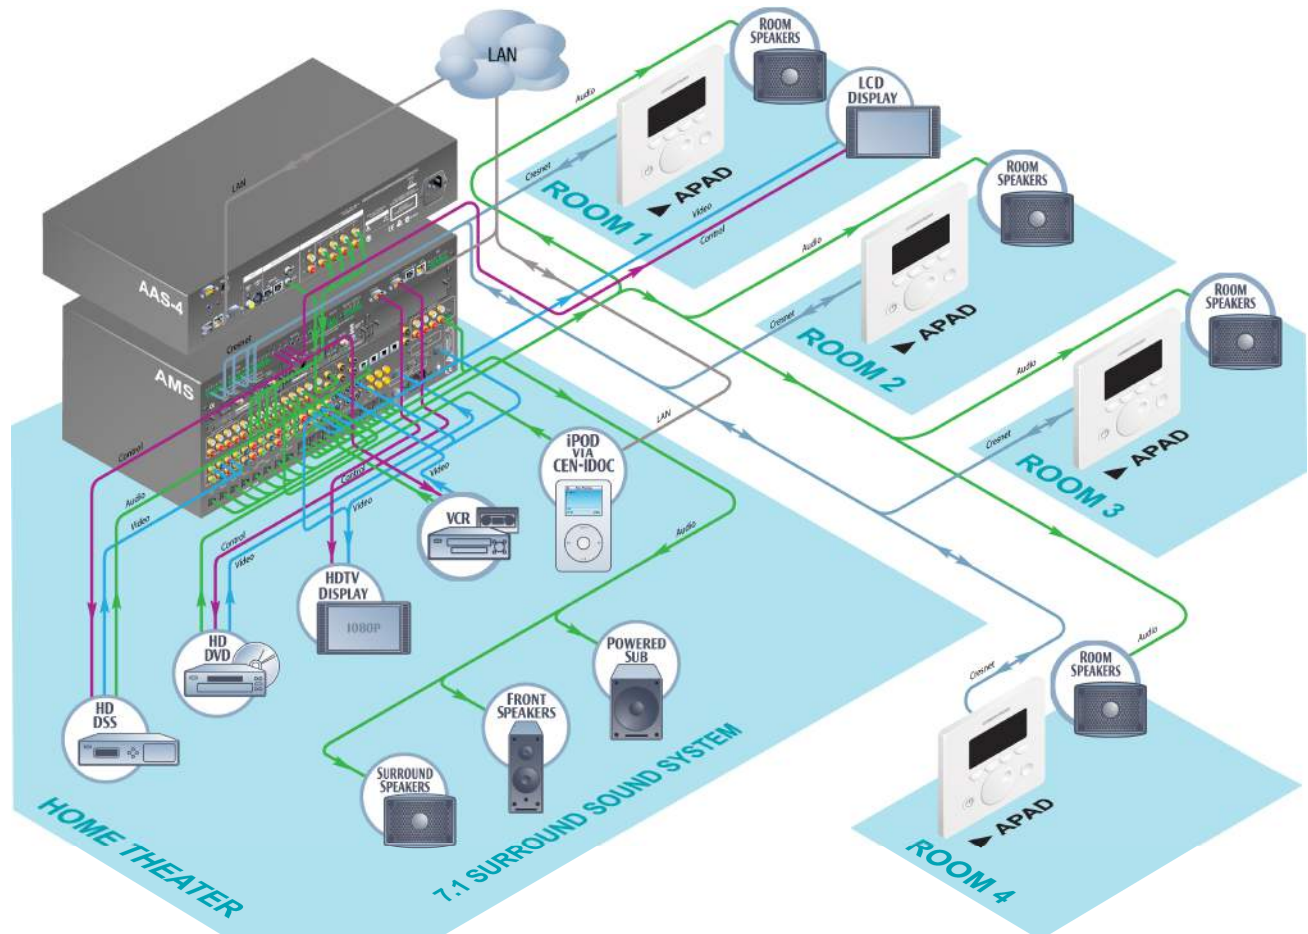 LAN
ROOM
SPEAKERS
LCD
DISPLAY
Audio
Cresnet
APAD
ROOM 1
Video
Control
LAN
AAS-4
ROOM
SPEAKERS
Audio
Cresnet
APAD
ROOM 2
ROOM
SPEAKERS
Audio
Cresnet
APAD
ROOM 3
Cresnet
AMS
LAN
iPOD
VIA
CEN-IDOC
Control
Audio
Video
Control
Video
Control
Video
Video
VCR
HDTV
DISPLAY
1080P
HD
DVD
HD
DSS
Audio
POWERED
SUB
FRONT
SPEAKERS
SURROUND
SPEAKERS
HOME THEATER
7.1 SURROUND SOUND SYSTEM
Audio
Cresnet
ROOM
SPEAKERS
APAD
ROOM 4